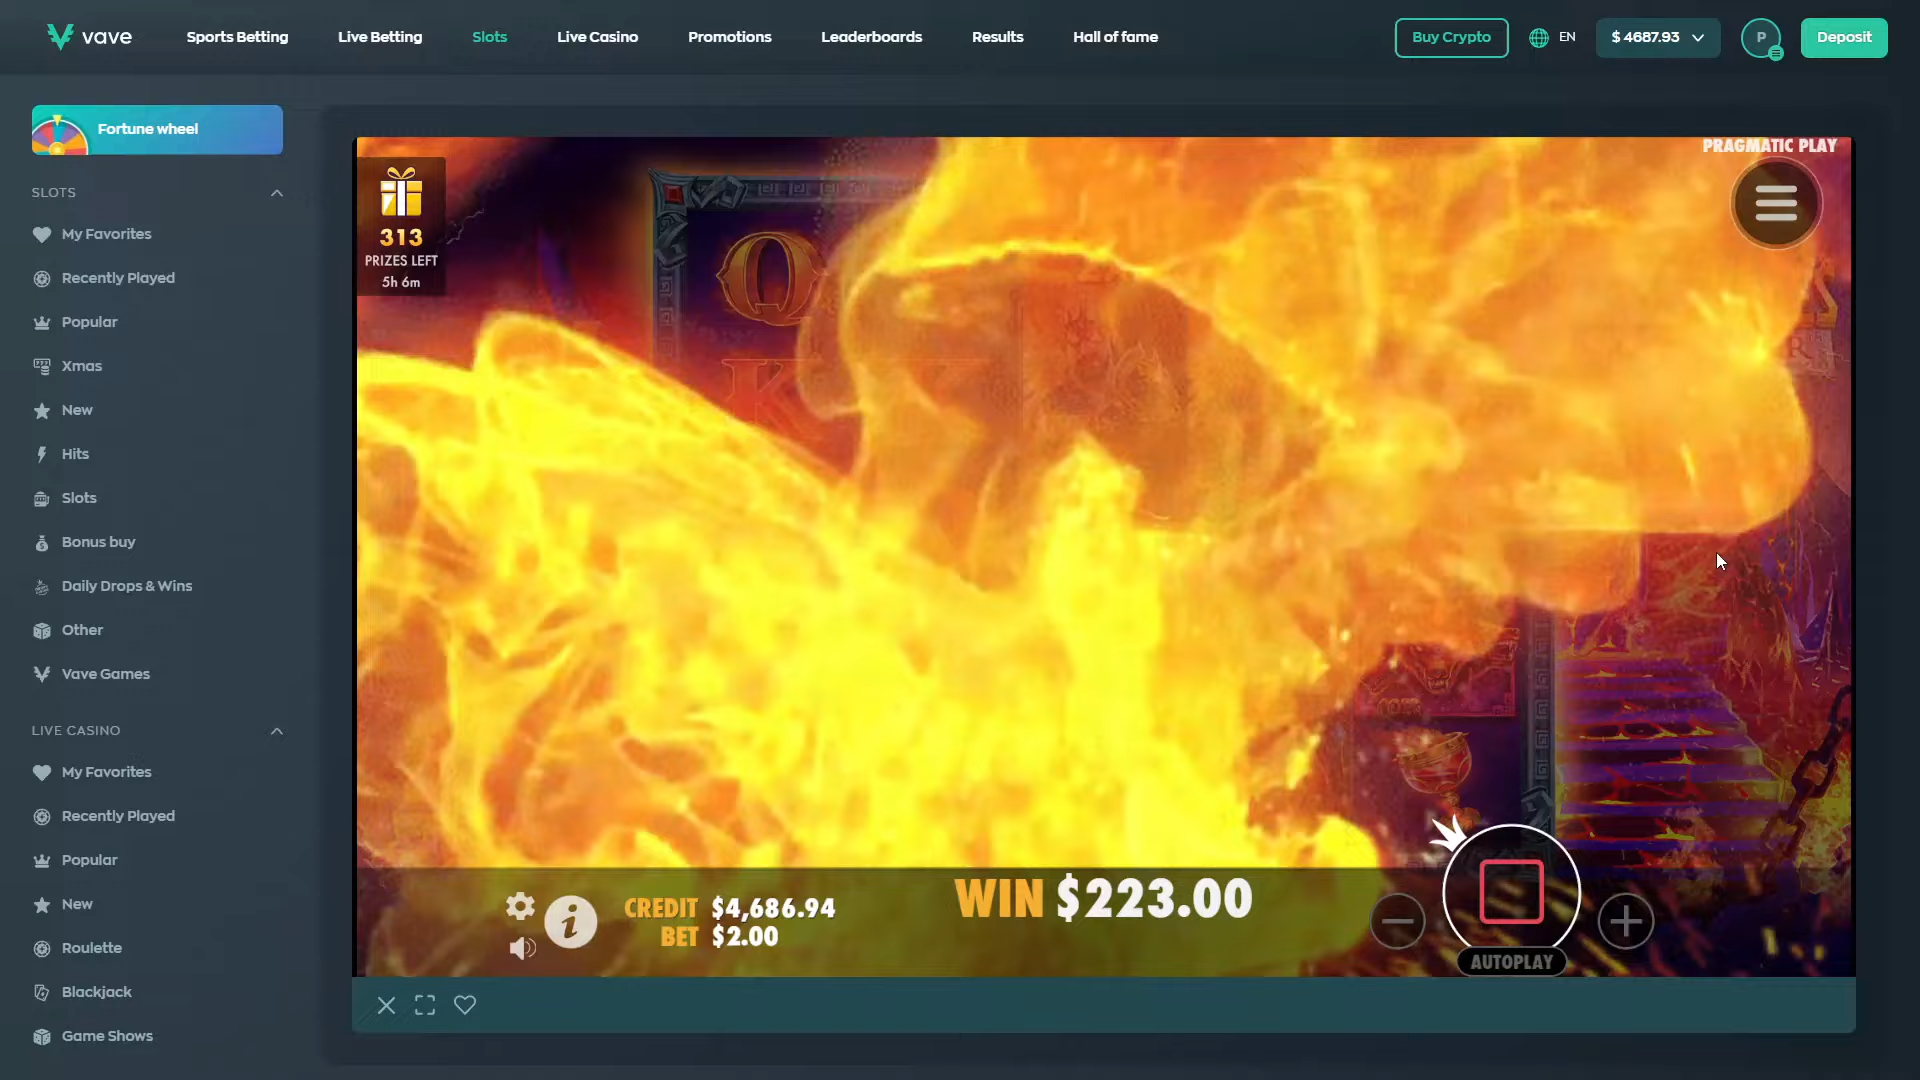 vave
Sports Betting
Live Betting
Slots
Live Casino
Promotions
Leaderboards
Results
Hall of fame
Buy Crypto
EN
$ 4687.93
P
Deposit
Fortune wheel
SLOTS
My Favorites
Recently Played
Popular
Xmas
New
Hits
Slots
Bonus buy
Daily Drops & Wins
Other
Vave Games
LIVE CASINO
My Favorites
Recently Played
Popular
New
Roulette
Blackjack
Game Shows
313
PRIZES LEFT
5h 6m
PRAGMATIC PLAY
Q
K
CREDIT $4,686.94
BET $2.00
WIN $223.00
AUTOPLAY